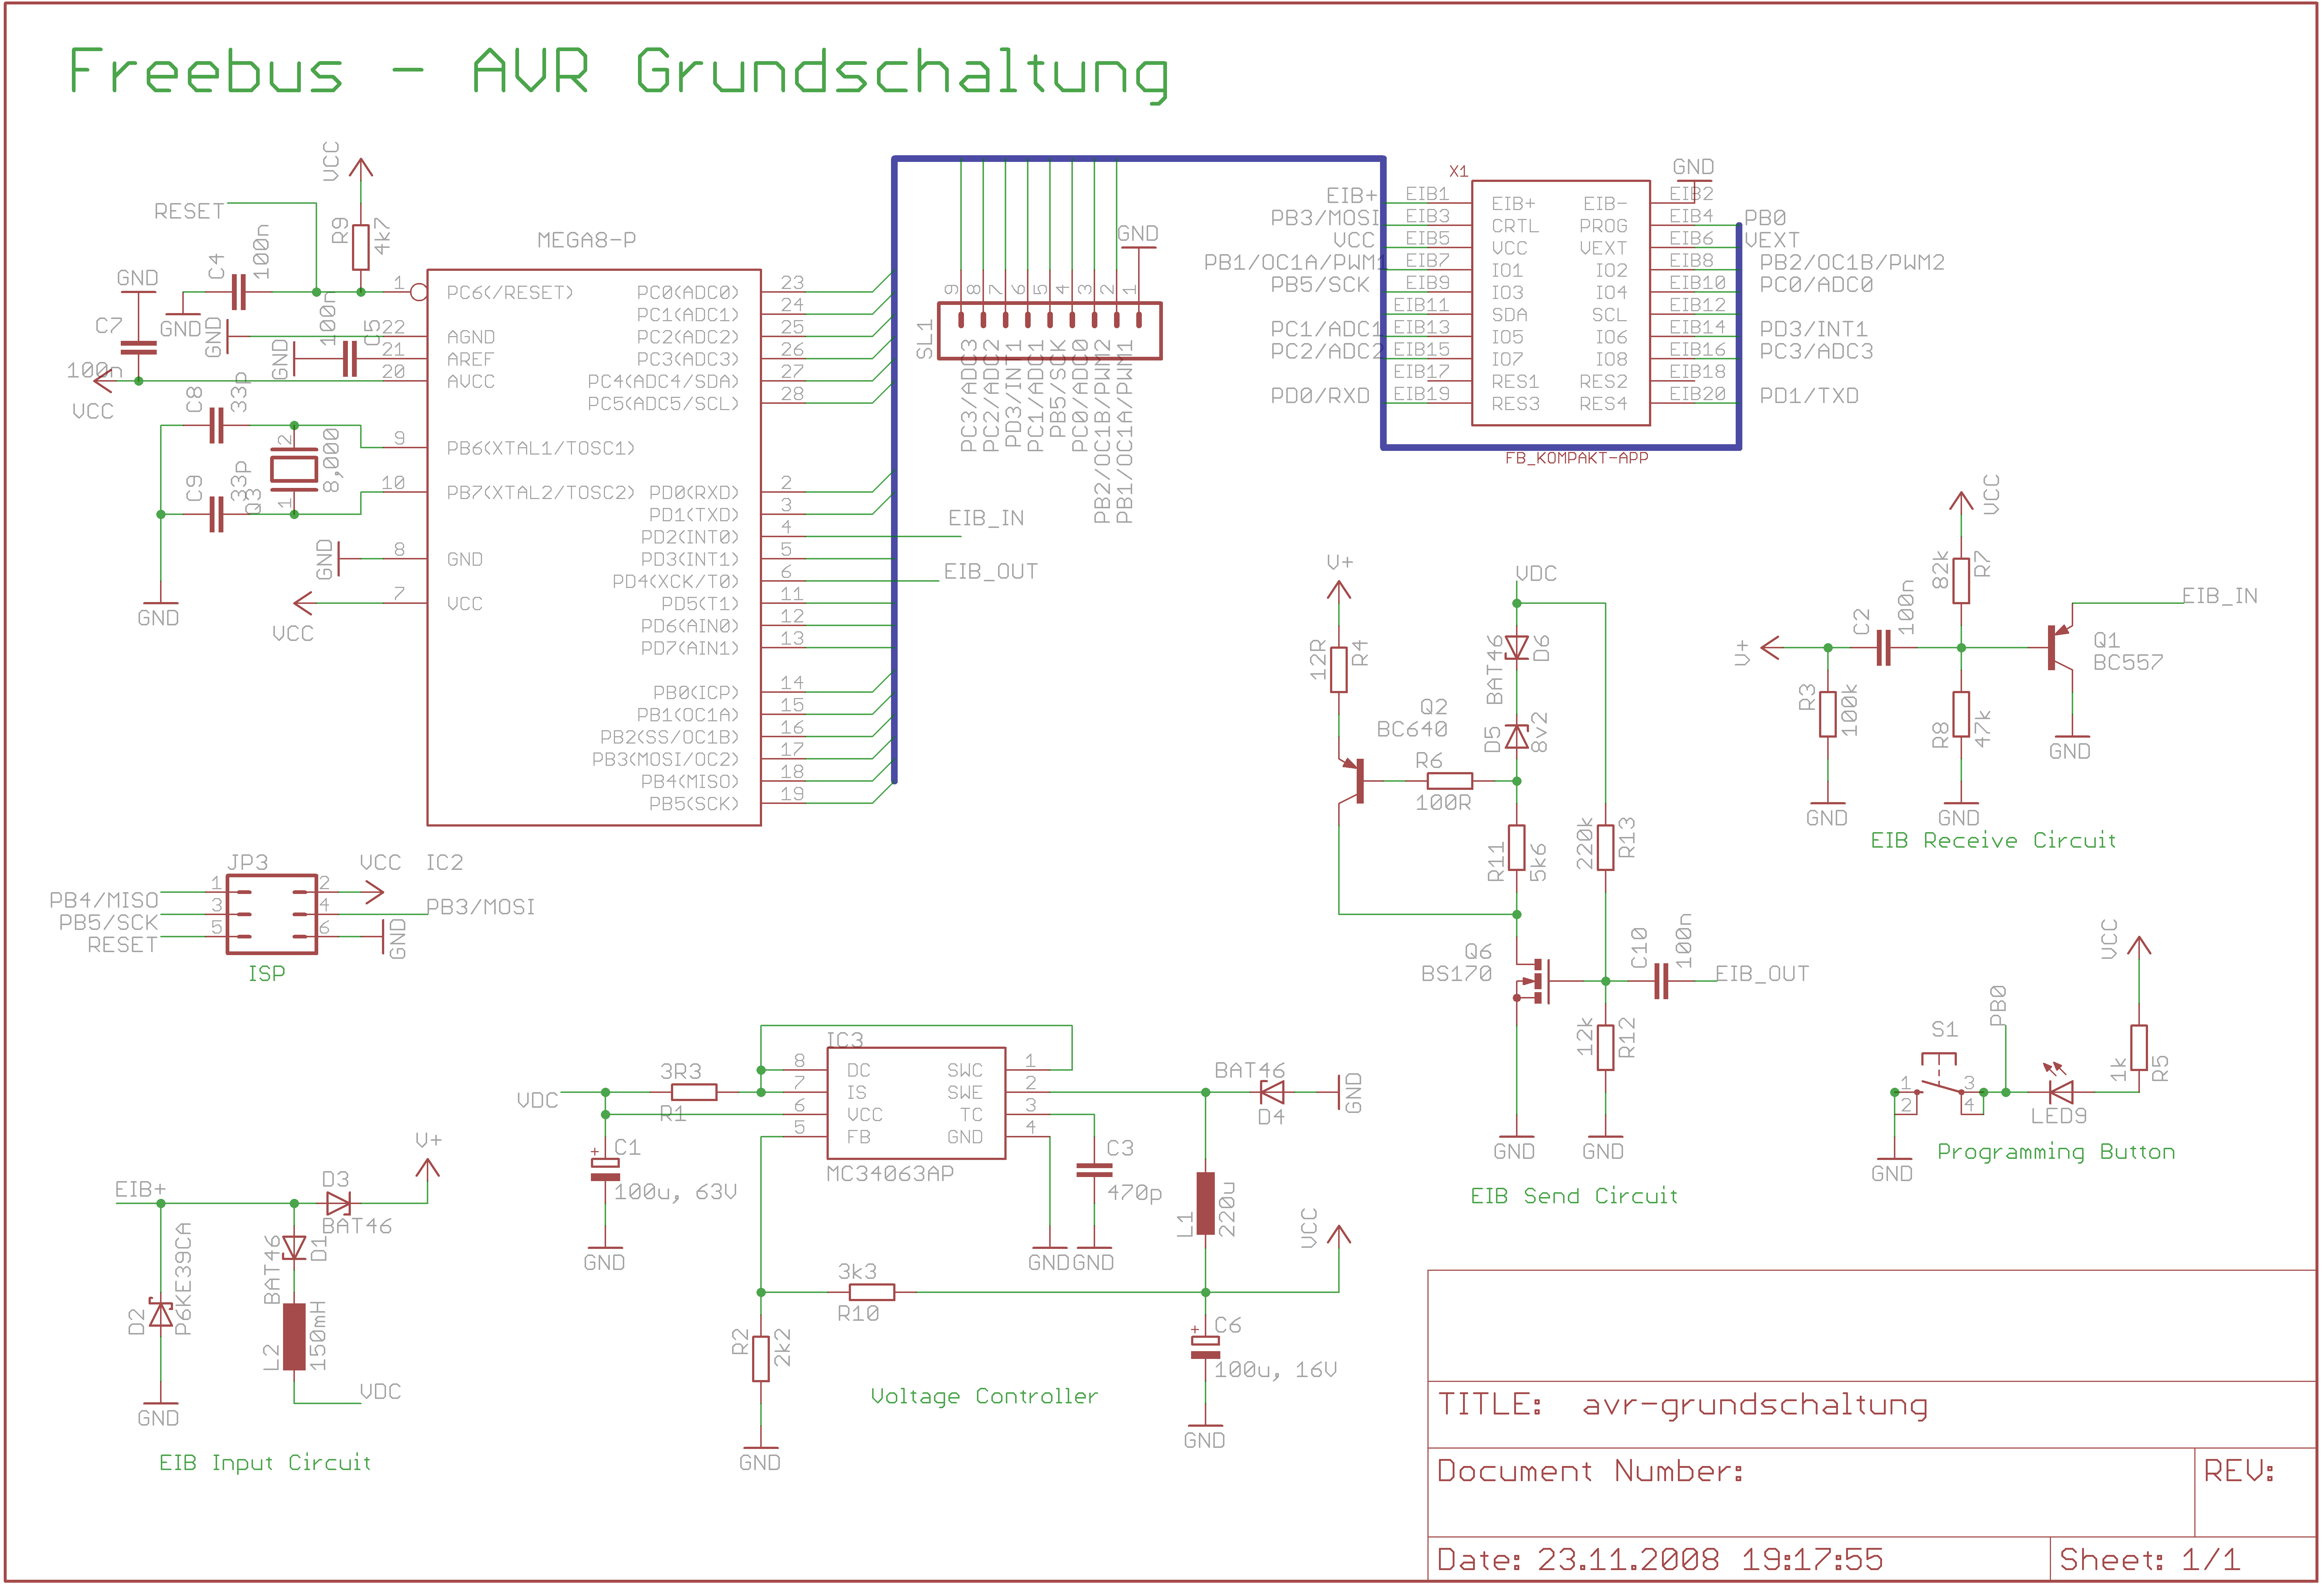 Freebus - AVR Grundschaltung
VCC
RESET
R9
4k7
C4
100n
GND
GND
C7
100n
VCC
GND
100n
C5
GND
C8
33P
2
8,000
1
Q3
C9
33P
GND
GND
VCC
MEGA8-P
1 PC6(/RESET)
22 AGND
21 AREF
20 AVCC
9 PB6(XTAL1/TOSC1)
10 PB7(XTAL2/TOSC2)
8 GND
7 VCC
PC0(ADC0) 23
PC1(ADC1) 24
PC2(ADC2) 25
PC3(ADC3) 26
PC4(ADC4/SDA) 27
PC5(ADC5/SCL) 28
PD0(RXD) 2
PD1(TXD) 3
PD2(INT0) 4
PD3(INT1) 5
PD4(XCK/T0) 6
PD5(T1) 11
PD6(AIN0) 12
PD7(AIN1) 13
PB0(ICP) 14
PB1(OC1A) 15
PB2(SS/OC1B) 16
PB3(MOSI/OC2) 17
PB4(MISO) 18
PB5(SCK) 19
IC2
EIB_IN
EIB_OUT
GND
SL1
9 8 7 6 5 4 3 2 1
PC3/ADC3
PC2/ADC2
PD3/INT1
PC1/ADC1
PB5/SCK
PC0/ADC0
PB2/OC1B/PWM2
PB1/OC1A/PWM1
X1
GND
EIB+ EIB1 EIB+ EIB- EIB2
PB3/MOSI EIB3 CRTL PROG EIB4 PB0
VCC EIB5 VCC VEXT EIB6 VEXT
PB1/OC1A/PWM1 EIB7 IO1 IO2 EIB8 PB2/OC1B/PWM2
PB5/SCK EIB9 IO3 IO4 EIB10 PC0/ADC0
EIB11 SDA SCL EIB12
PC1/ADC1 EIB13 IO5 IO6 EIB14 PD3/INT1
PC2/ADC2 EIB15 IO7 IO8 EIB16 PC3/ADC3
EIB17 RES1 RES2 EIB18
PD0/RXD EIB19 RES3 RES4 EIB20 PD1/TXD
FB_KOMPAKT-APP
V+
12R
R4
Q2
BC640
R6
100R
VDC
BAT46
D6
D5
8v2
R11
5k6
220k
R13
Q6
BS170
C10
100n
EIB_OUT
12k
R12
GND
GND
EIB Send Circuit
VCC
82k
R7
C2
100n
V+
R3
100k
R8
47k
EIB_IN
Q1
BC557
GND
GND
GND
EIB Receive Circuit
JP3
VCC
PB4/MISO 1 2
PB5/SCK 3 4 PB3/MOSI
RESET 5 6 GND
ISP
VCC
PB0
S1
1 3
2 4
LED9
1k
R5
GND
Programming Button
EIB+
D3
BAT46
V+
BAT46
D1
D2
P6KE39CA
L2
150mH
VDC
GND
EIB Input Circuit
VDC
3R3
R1
+
C1
100u, 63V
GND
IC3
8 DC SWC 1
7 IS SWE 2
6 VCC TC 3
5 FB GND 4
MC34063AP
BAT46
D4
GND
C3
470p
GND
GND
L1
220u
VCC
3k3
R10
R2
2k2
GND
+
C6
100u, 16V
GND
Voltage Controller
TITLE: avr-grundschaltung
Document Number:
REV:
Date: 23.11.2008 19:17:55
Sheet: 1/1